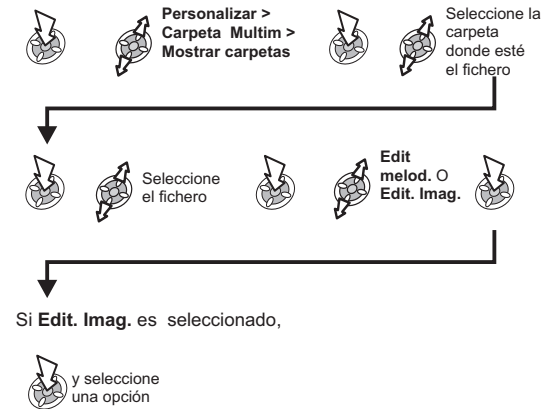 Personalizar >
Carpeta Multim >
Mostrar carpetas
Seleccione la
carpeta
donde esté
el fichero
Seleccione
el fichero
Edit
melod. O
Edit. Imag.
Si Edit. Imag. es seleccionado,
y seleccione
una opción